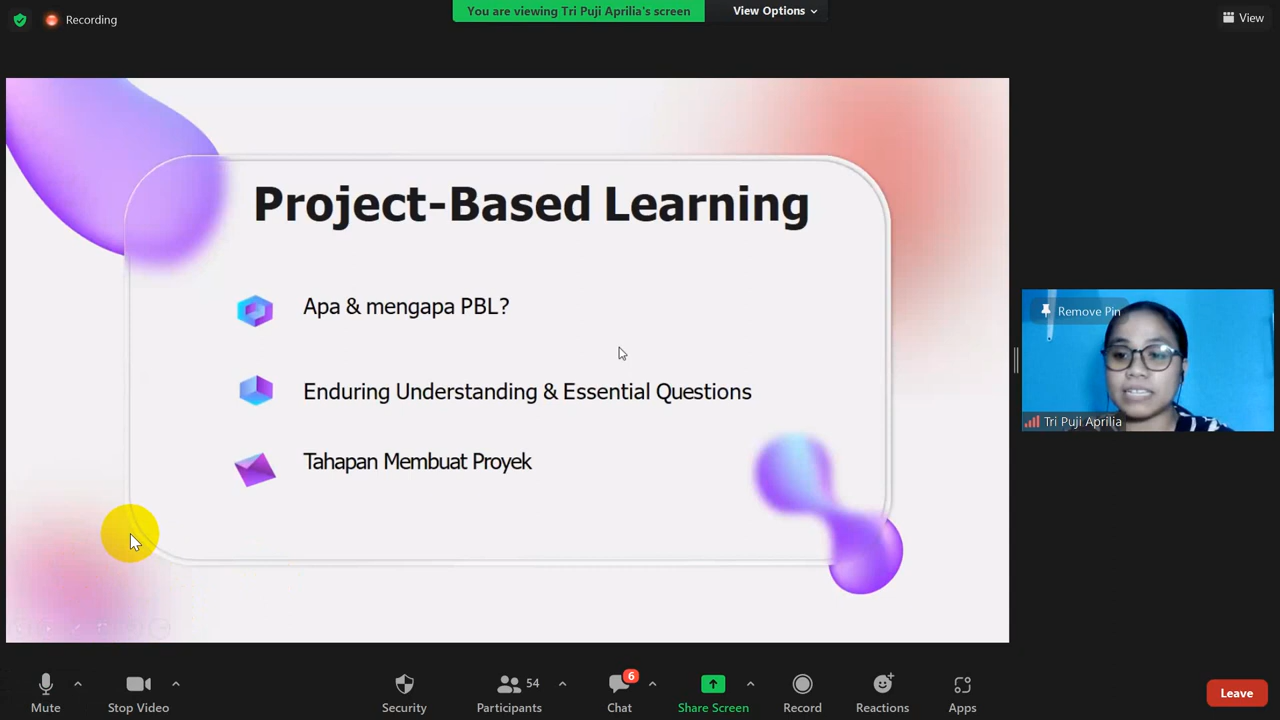 Recording
You are viewing Tri Puji Aprilia's screen
View Options
View
Project-Based Learning
Apa & mengapa PBL?
Enduring Understanding & Essential Questions
Tahapan Membuat Proyek
Remove Pin
Tri Puji Aprilia
Mute
Stop Video
Security
54
Participants
6
Chat
Share Screen
Record
Reactions
Apps
Leave